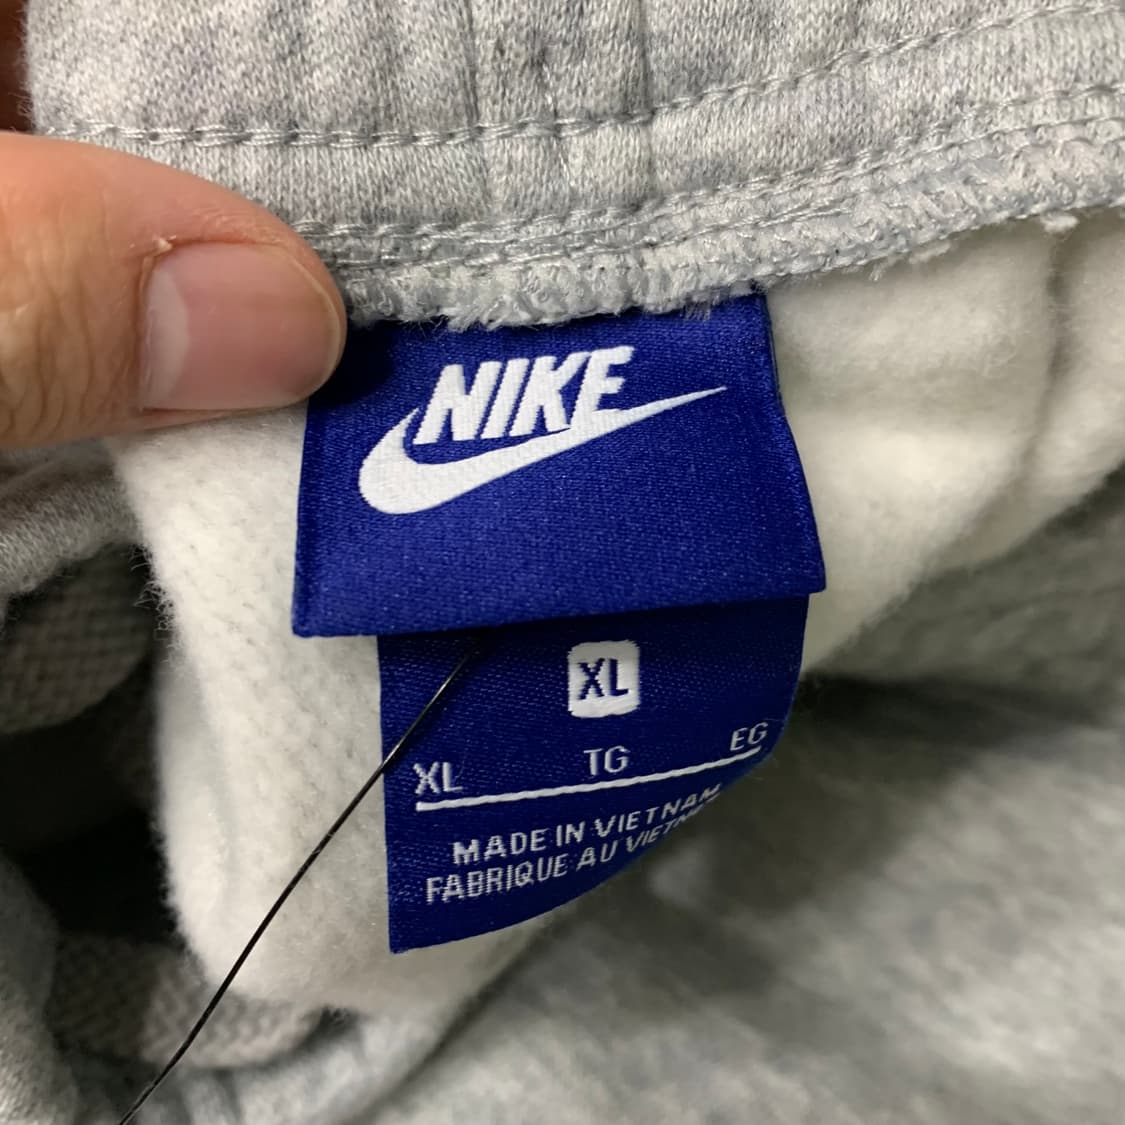 NIKE
XL
XL TG EG
MADE IN VIETNAM
FABRIQUE AU VIETNAM